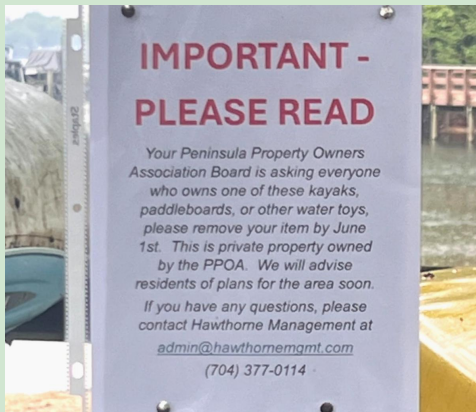 IMPORTANT -
PLEASE READ
Your Peninsula Property Owners
Association Board is asking everyone
who owns one of these kayaks,
paddleboards, or other water toys,
please remove your item by June
1st. This is private property owned
by the PPOA. We will advise
residents of plans for the area soon.
If you have any questions, please
contact Hawthorne Management at
admin@hawthornemgmt.com
(704) 377-0114
Staples